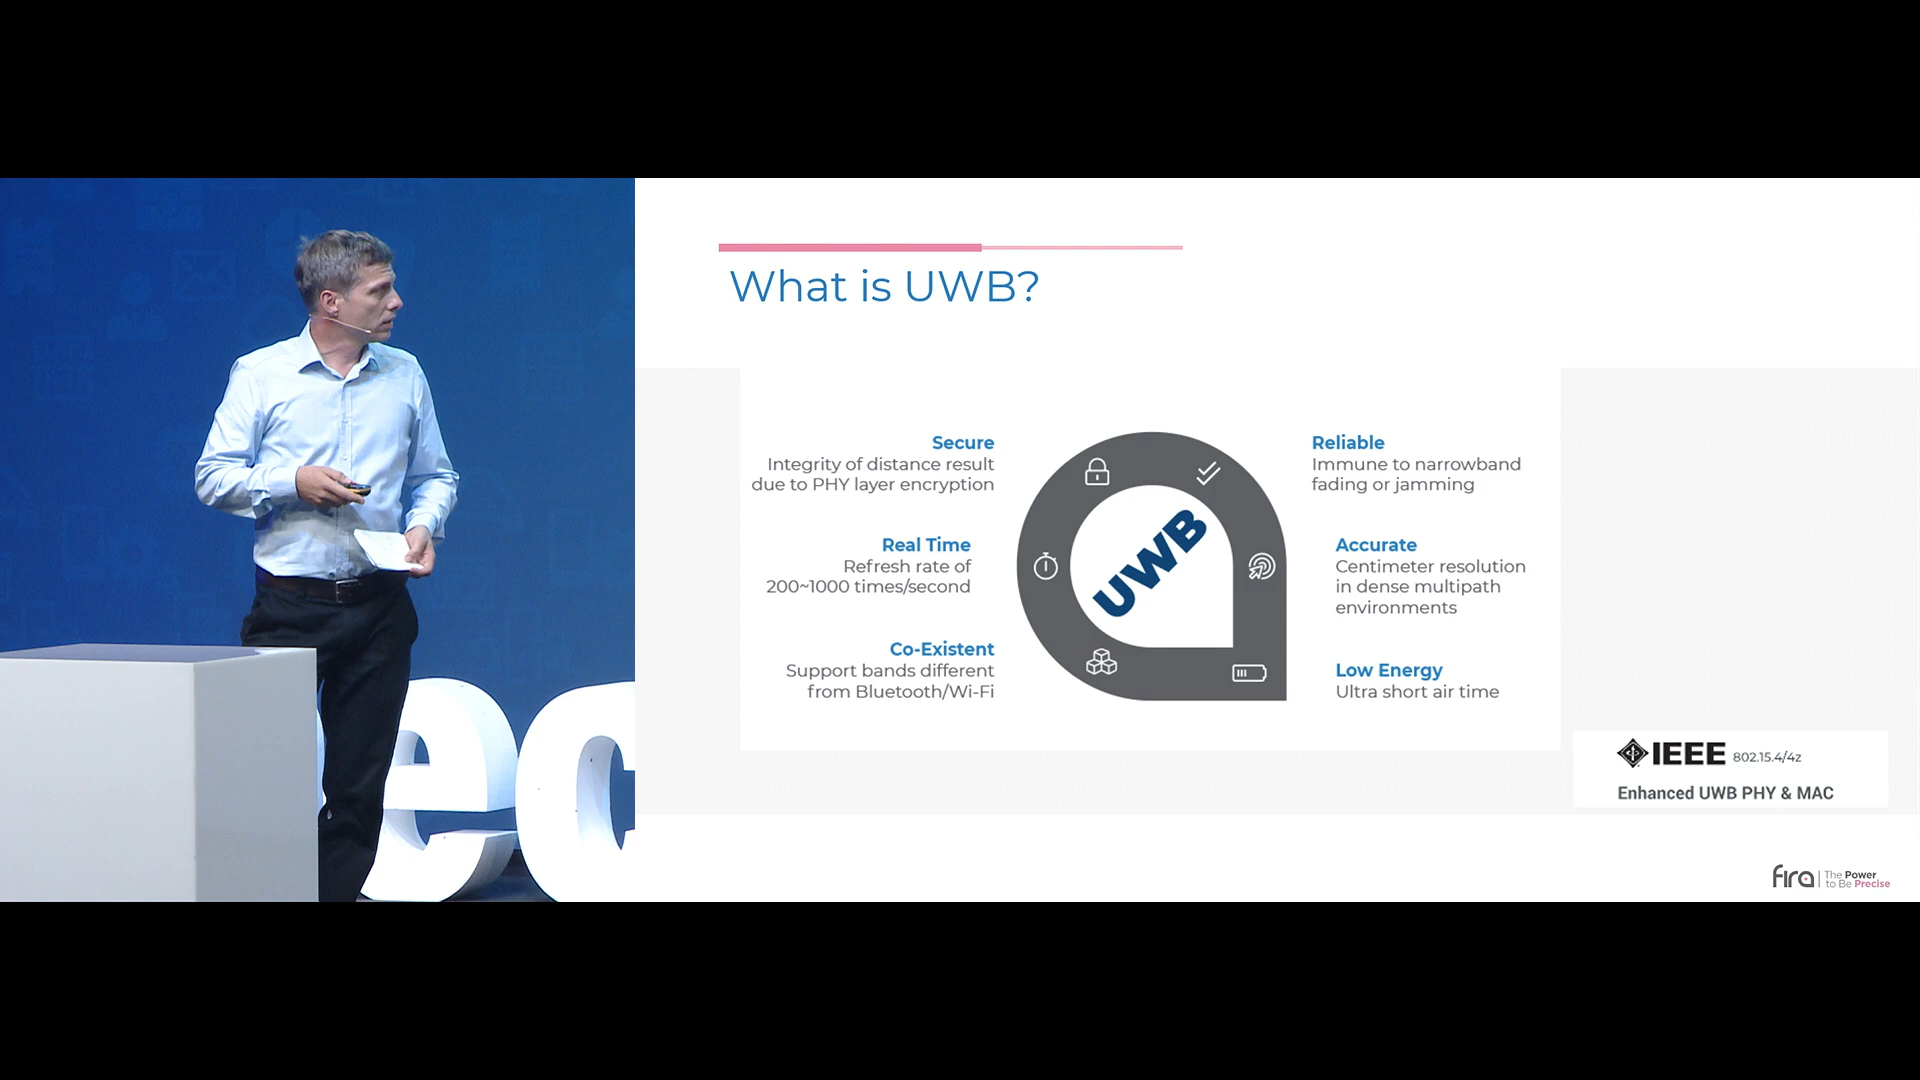 What is UWB?
Secure
Integrity of distance result
due to PHY layer encryption
Real Time
Refresh rate of
200~1000 times/second
Co-Existent
Support bands different
from Bluetooth/Wi-Fi
UWB
Reliable
Immune to narrowband
fading or jamming
Accurate
Centimeter resolution
in dense multipath
environments
Low Energy
Ultra short air time
IEEE 802.15.4/4z
Enhanced UWB PHY & MAC
fira | The Power
to Be Precise
ec